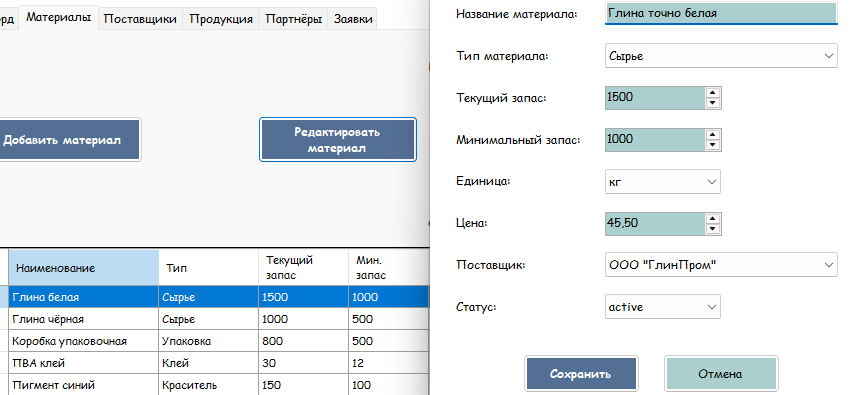 рд Материалы Поставщики Продукция Партнёры Заявки
Добавить материал
Редактировать
материал
Наименование Тип Текущий запас Мин. запас
Глина белая Сырье 1500 1000
Глина чёрная Сырье 1000 500
Коробка упаковочная Упаковка 800 500
ПВА клей Клей 30 12
Пигмент синий Краситель 150 100
Название материала: Глина точно белая
Тип материала: Сырье
Текущий запас: 1500
Минимальный запас: 1000
Единица: кг
Цена: 45,50
Поставщик: ООО "ГлинПром"
Статус: active
Сохранить Отмена